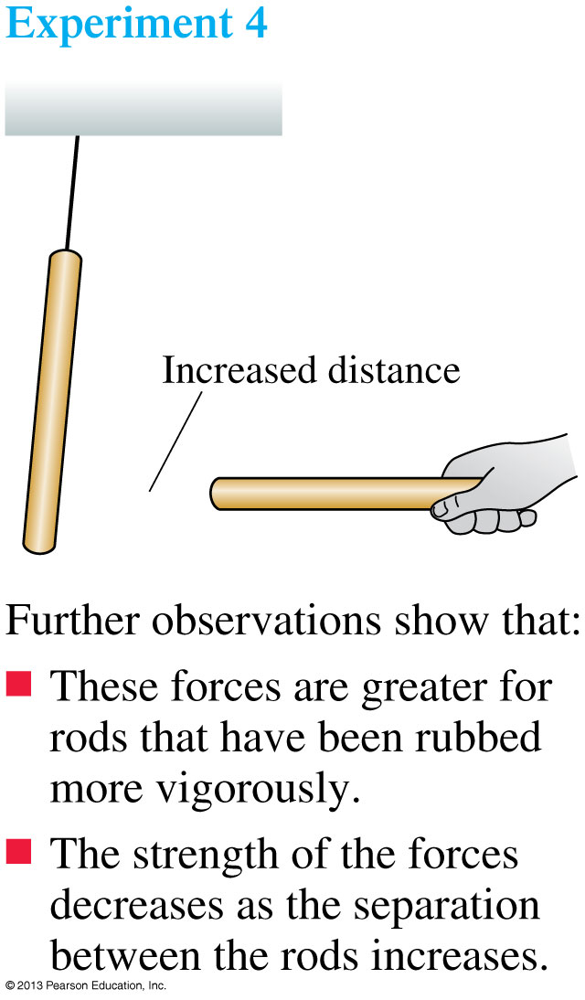 Experiment 4
Increased distance
Further observations show that:
■ These forces are greater for
rods that have been rubbed
more vigorously.
■ The strength of the forces
decreases as the separation
between the rods increases.
© 2013 Pearson Education, Inc.